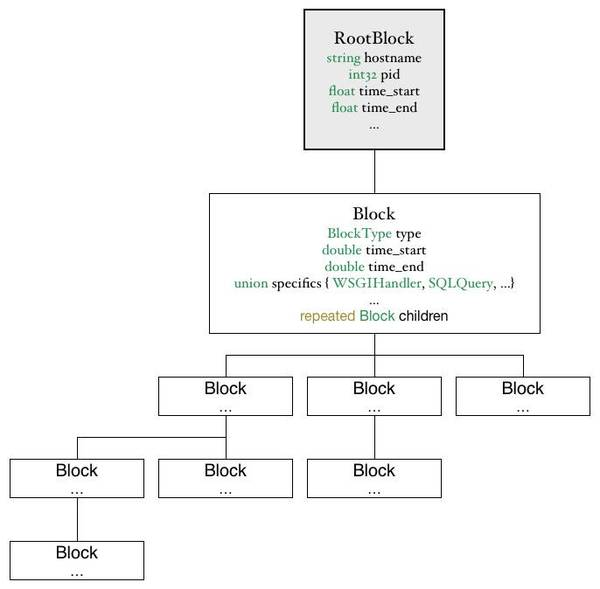 RootBlock
string hostname
int32 pid
float time_start
float time_end
...
Block
BlockType type
double time_start
double time_end
union specifics { WSGIHandler, SQLQuery, ...}
...
repeated Block children
Block
...
Block
...
Block
...
Block
...
Block
...
Block
...
Block
...